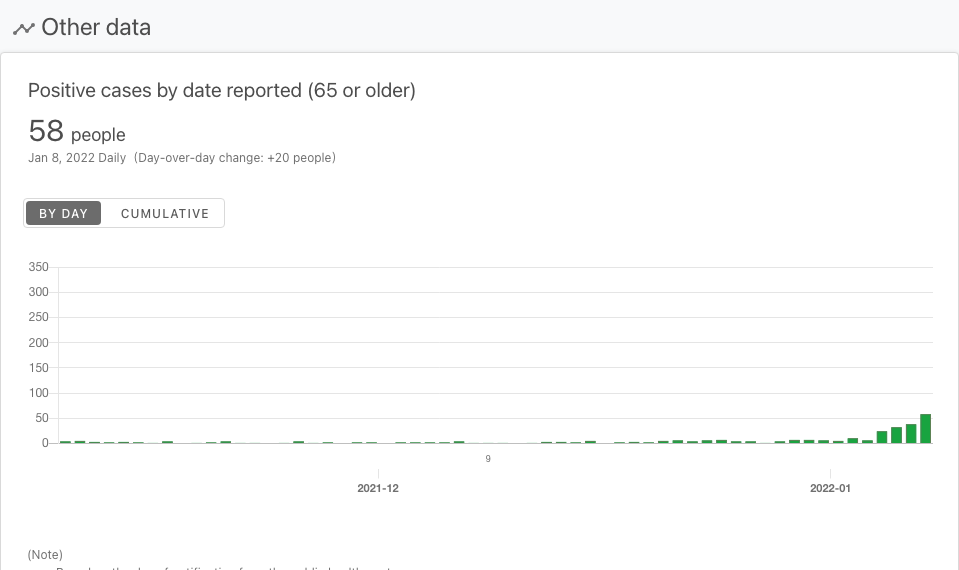 Other data
Positive cases by date reported (65 or older)
58 people
Jan 8, 2022 Daily (Day-over-day change: +20 people)
BY DAY CUMULATIVE
350
300
250
200
150
100
50
0
9
2021-12 2022-01
(Note)